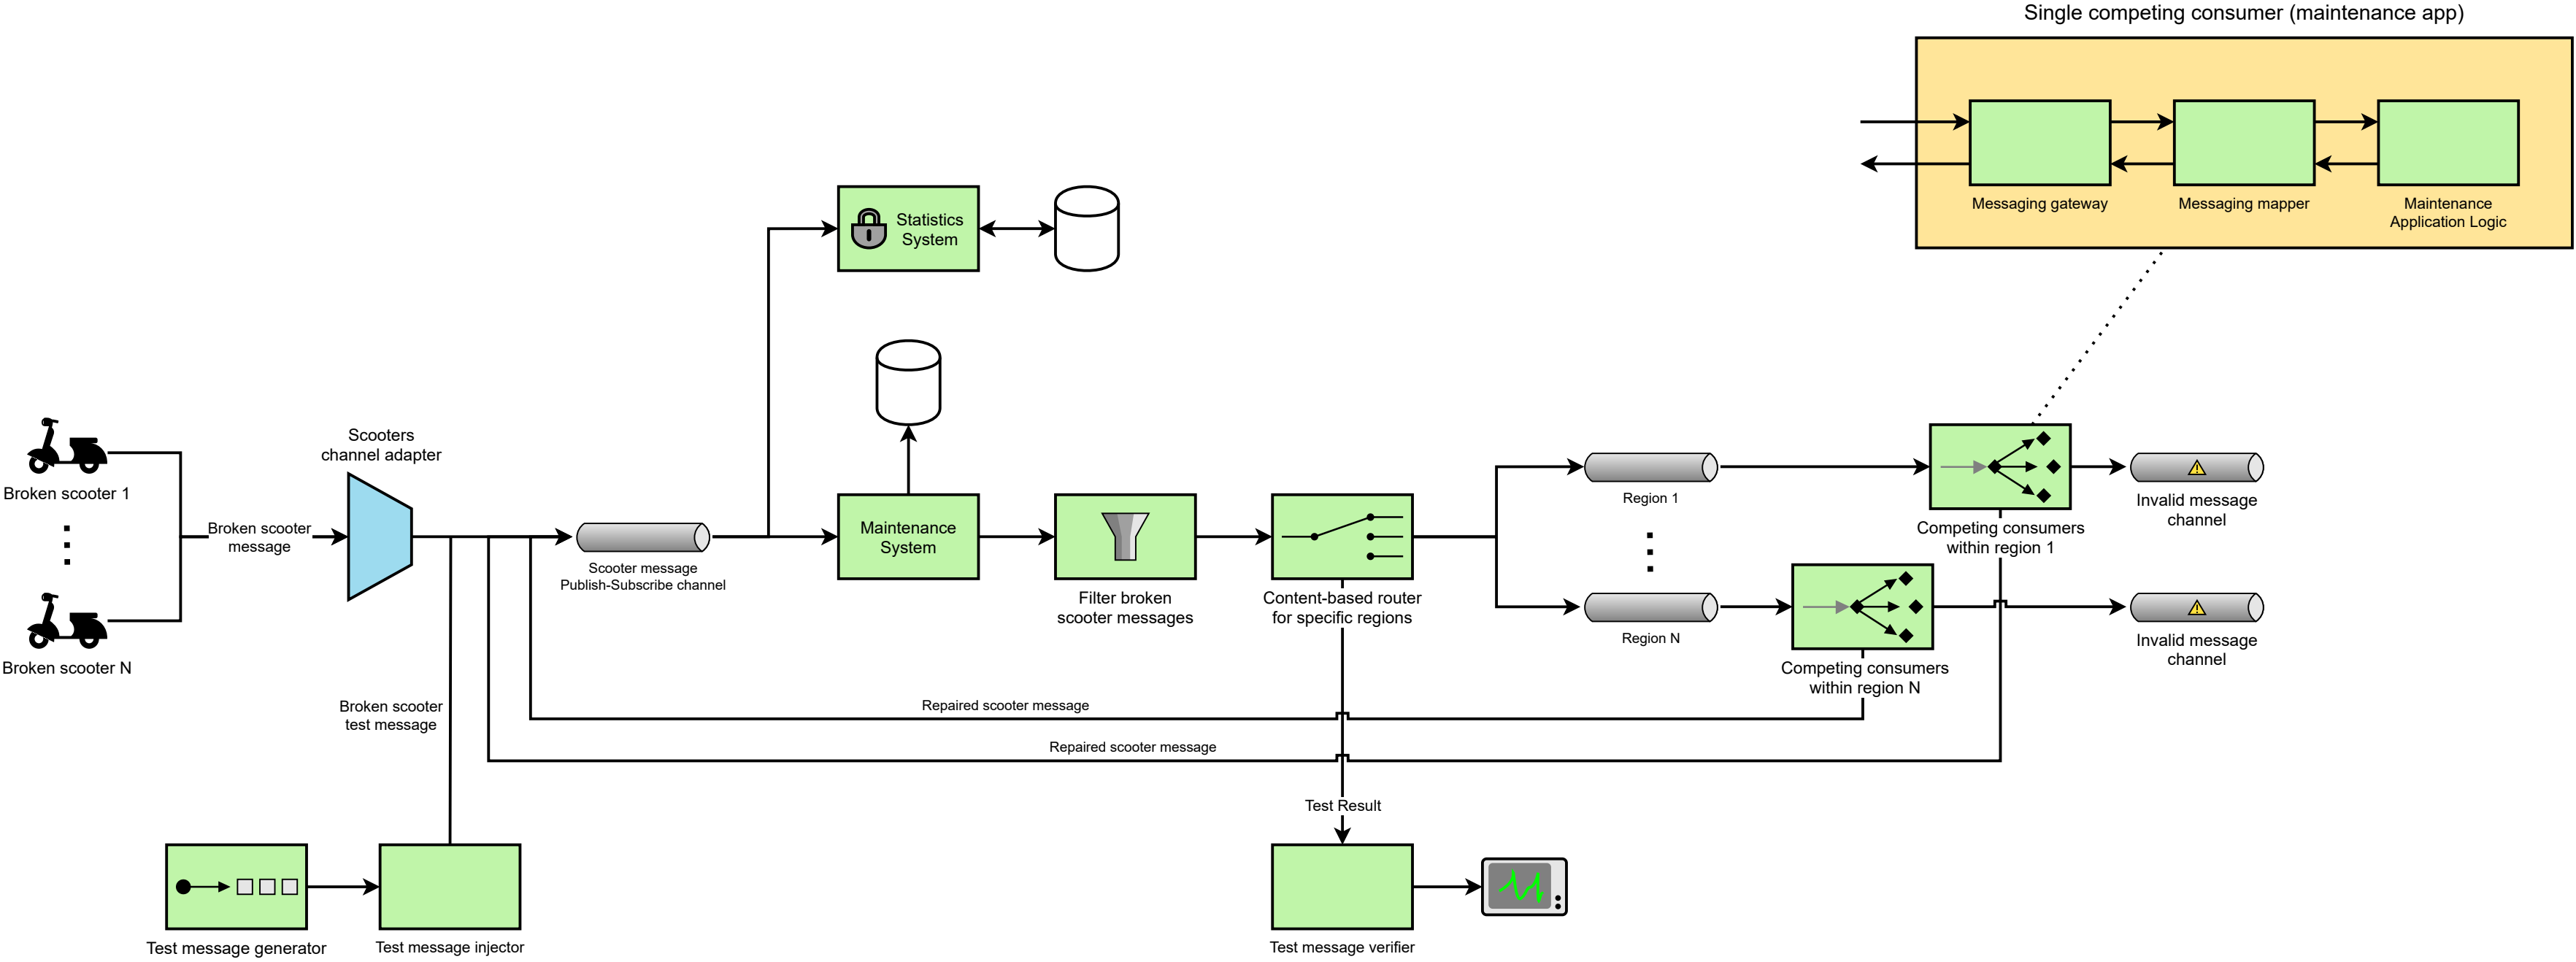 Single competing consumer (maintenance app)
Messaging gateway
Messaging mapper
Maintenance
Application Logic
Statistics
System
Scooters
channel adapter
Broken scooter 1
Broken scooter
message
Broken scooter N
Scooter message
Publish-Subscribe channel
Maintenance
System
Filter broken
scooter messages
Content-based router
for specific regions
Region 1
Region N
Competing consumers
within region 1
Invalid message
channel
Competing consumers
within region N
Invalid message
channel
Broken scooter
test message
Repaired scooter message
Repaired scooter message
Test Result
Test message generator
Test message injector
Test message verifier